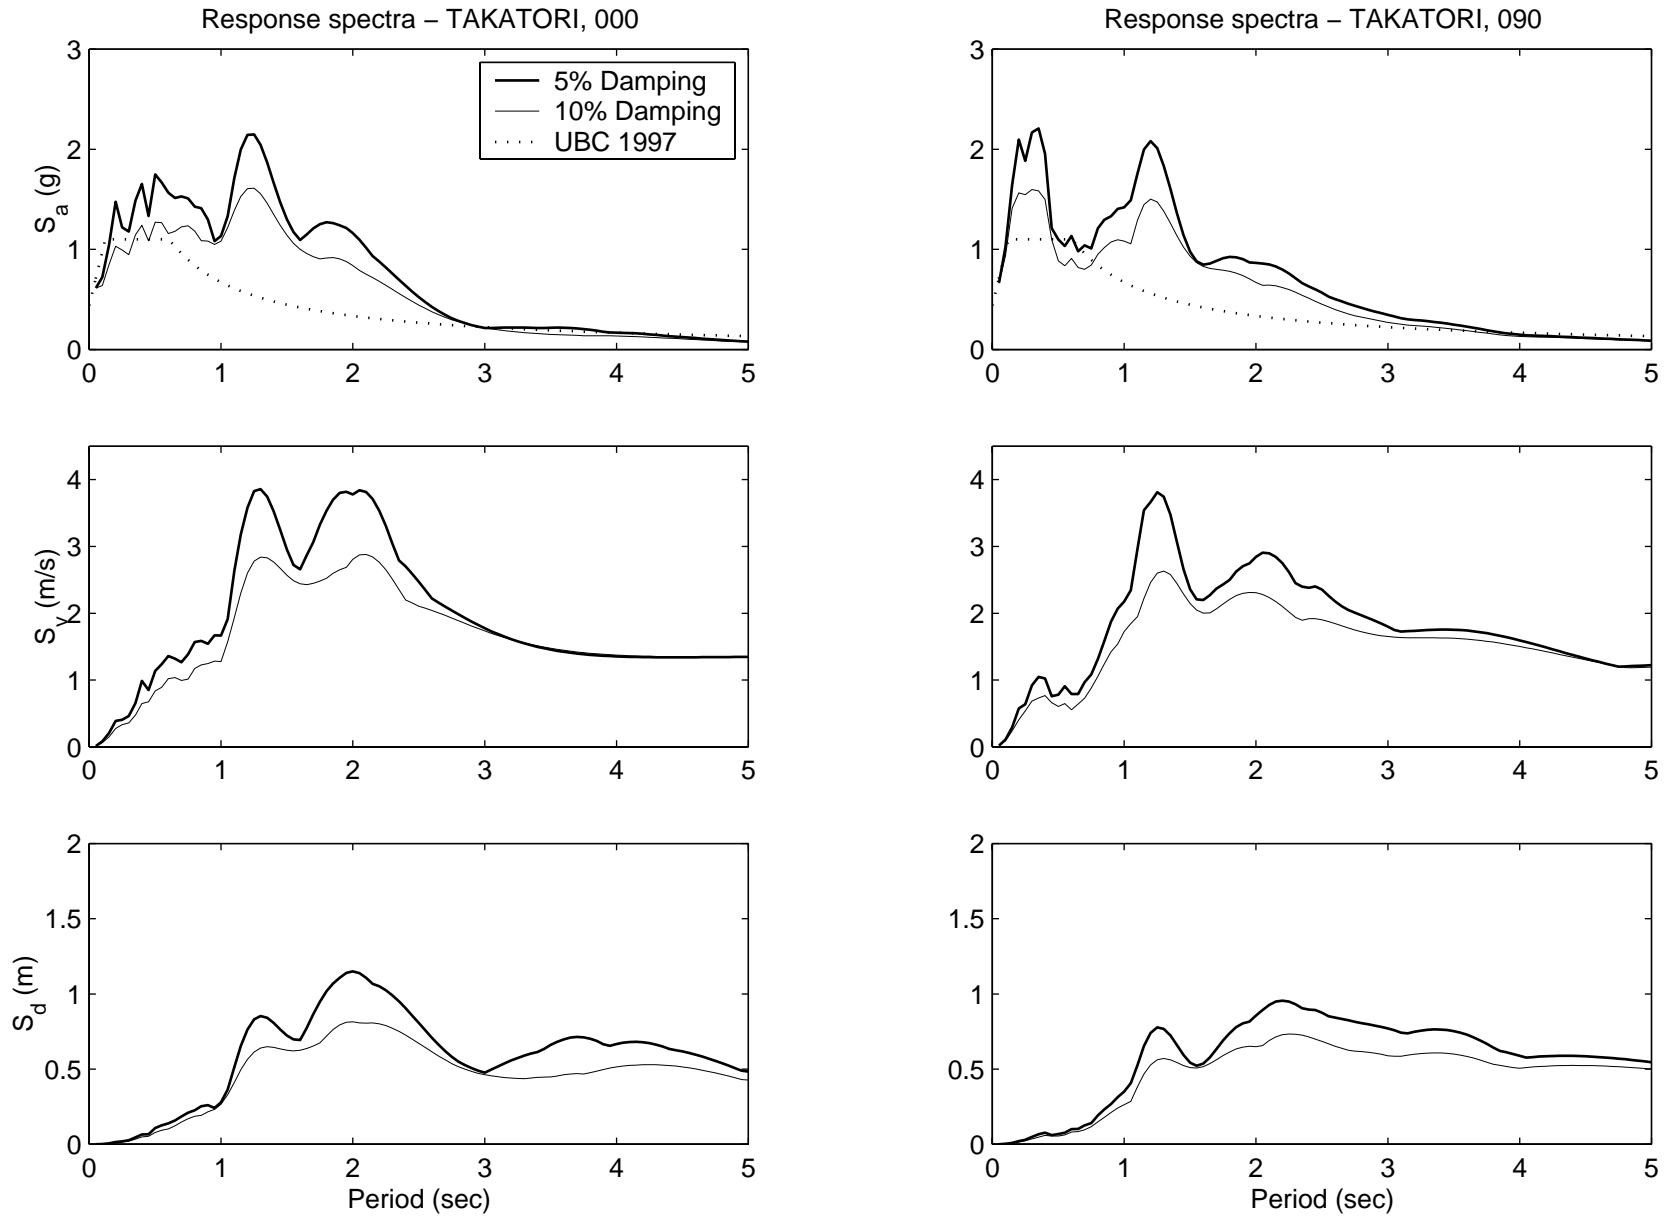 Response spectra – TAKATORI, 000
3
2
1
0
S_a (g)
5% Damping
10% Damping
UBC 1997
0 1 2 3 4 5
Response spectra – TAKATORI, 090
3
2
1
0
0 1 2 3 4 5
4
3
2
1
0
S_v (m/s)
0 1 2 3 4 5
4
3
2
1
0
0 1 2 3 4 5
2
1.5
1
0.5
0
S_d (m)
0 1 2 3 4 5
Period (sec)
2
1.5
1
0.5
0
0 1 2 3 4 5
Period (sec)